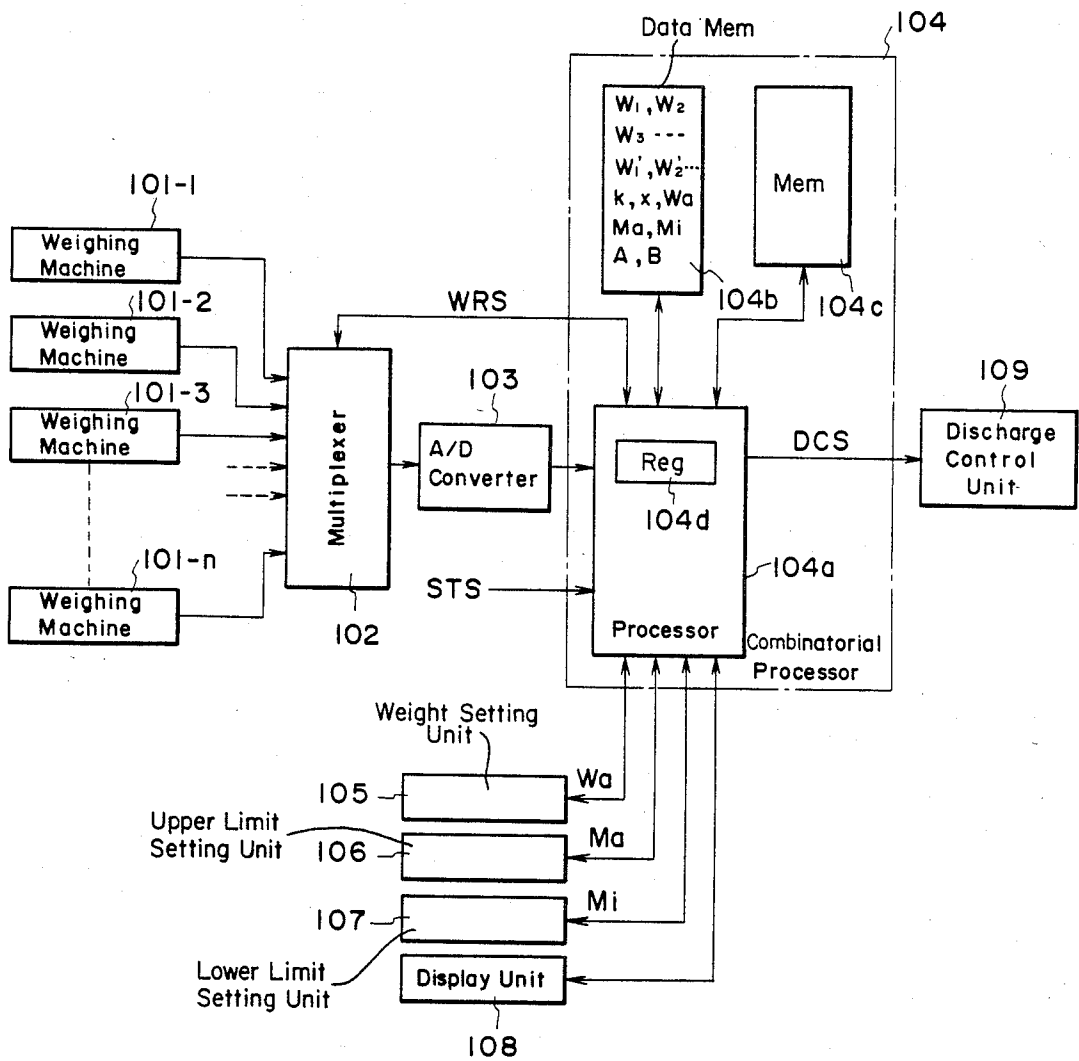 104
Data Mem
W1, W2
W3 ---
W1', W2'...
k, x, Wa
Ma, Mi
A, B
104b
Mem
104c
101-1
Weighing
Machine
101-2
Weighing
Machine
101-3
Weighing
Machine
101-n
Weighing
Machine
WRS
Multiplexer
102
103
A/D
Converter
Reg
104d
STS
Processor
104a
Combinatorial
Processor
DCS
109
Discharge
Control
Unit
Weight Setting
Unit
105
Wa
Upper Limit
Setting Unit
106
Ma
107
Mi
Lower Limit
Setting Unit
Display Unit
108